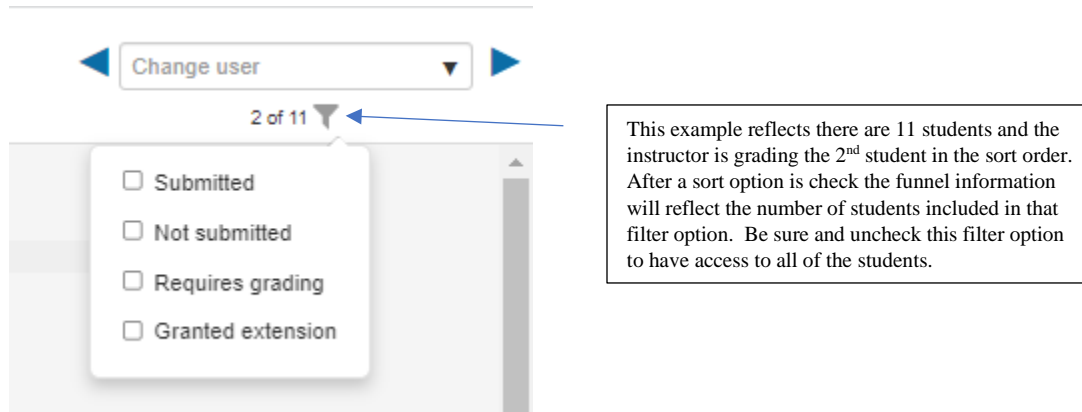 Change user
2 of 11
Submitted
Not submitted
Requires grading
Granted extension
This example reflects there are 11 students and the
instructor is grading the 2nd student in the sort order.
After a sort option is check the funnel information
will reflect the number of students included in that
filter option.  Be sure and uncheck this filter option
to have access to all of the students.